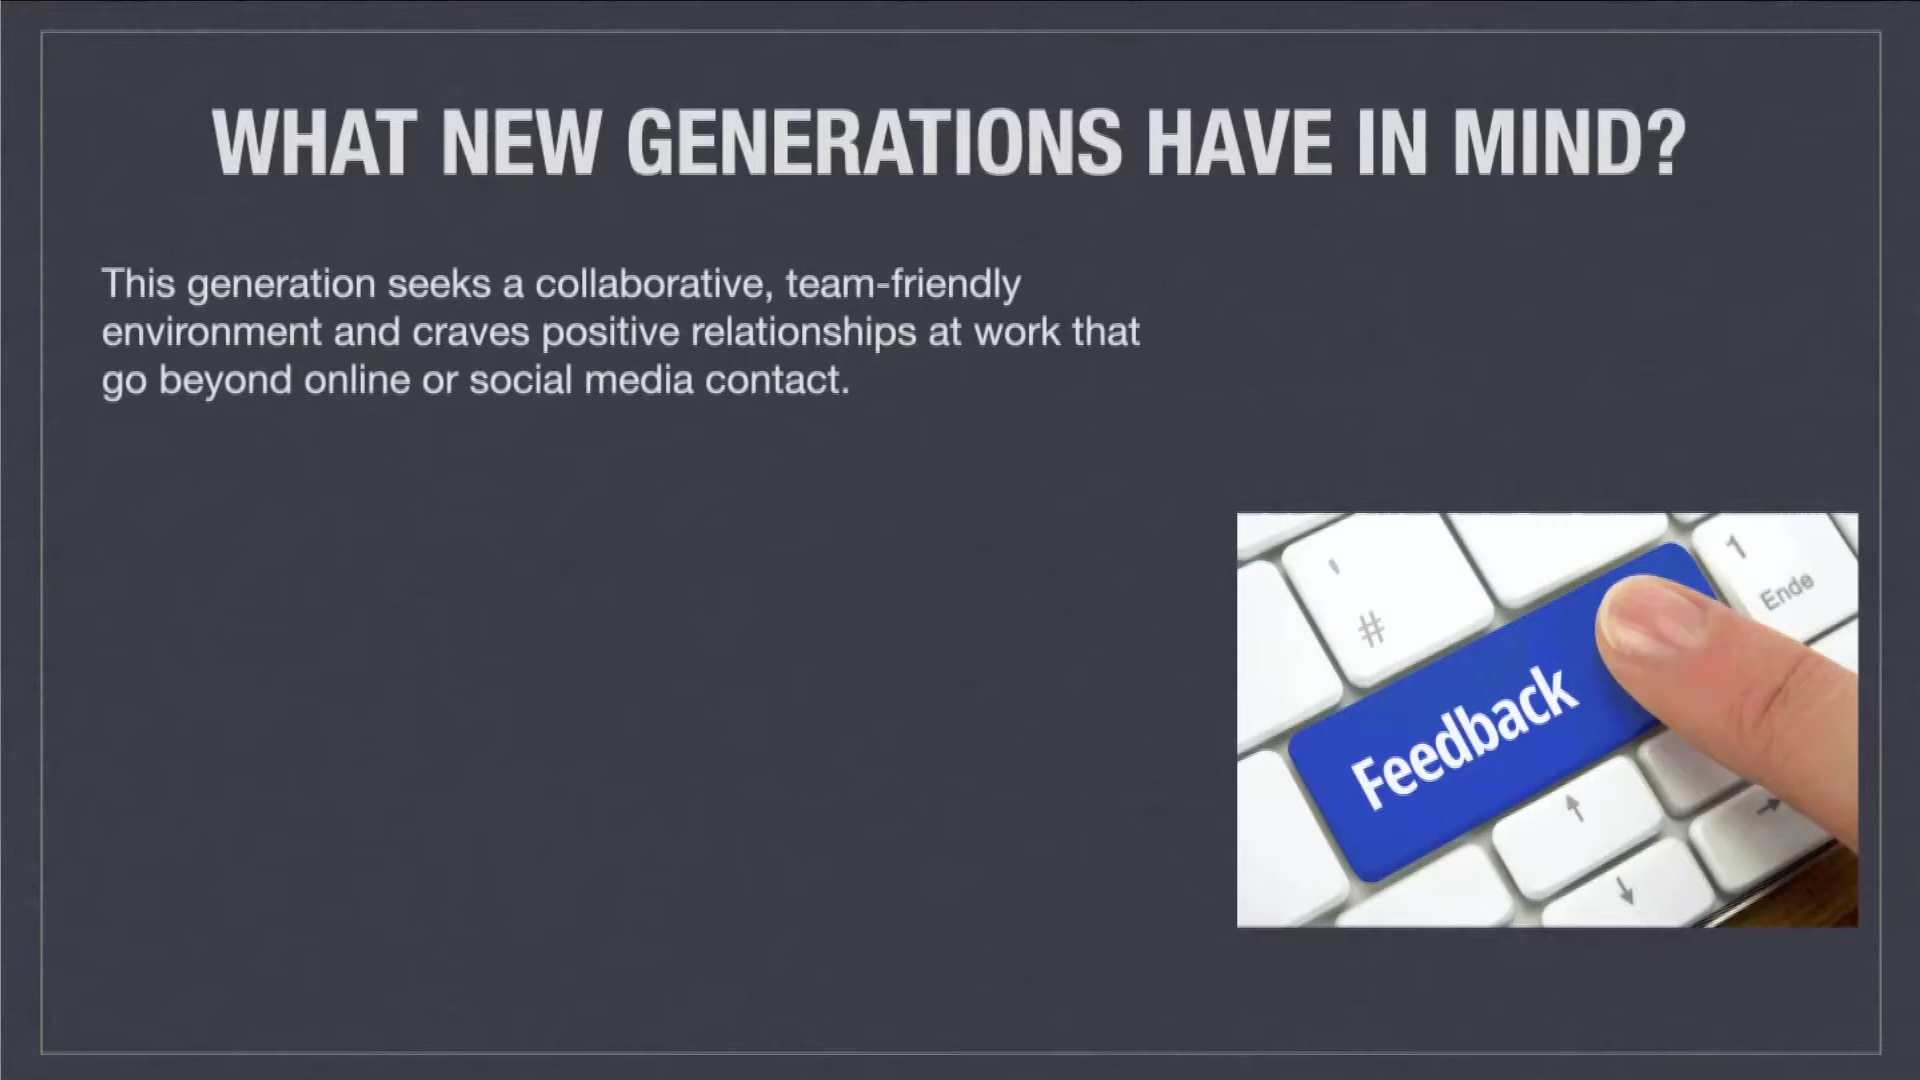 WHAT NEW GENERATIONS HAVE IN MIND?
This generation seeks a collaborative, team-friendly
environment and craves positive relationships at work that
go beyond online or social media contact.
'
#
1
Ende
Feedback
↑
→
↓